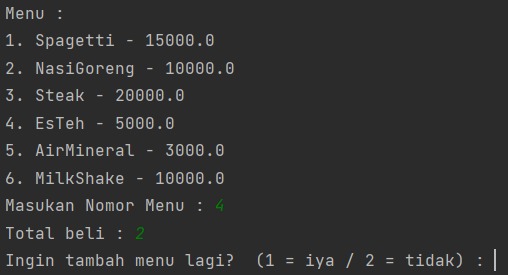 Menu :
1. Spagetti - 15000.0
2. NasiGoreng - 10000.0
3. Steak - 20000.0
4. EsTeh - 5000.0
5. AirMineral - 3000.0
6. MilkShake - 10000.0
Masukan Nomor Menu : 4
Total beli : 2
Ingin tambah menu lagi?  (1 = iya / 2 = tidak) :